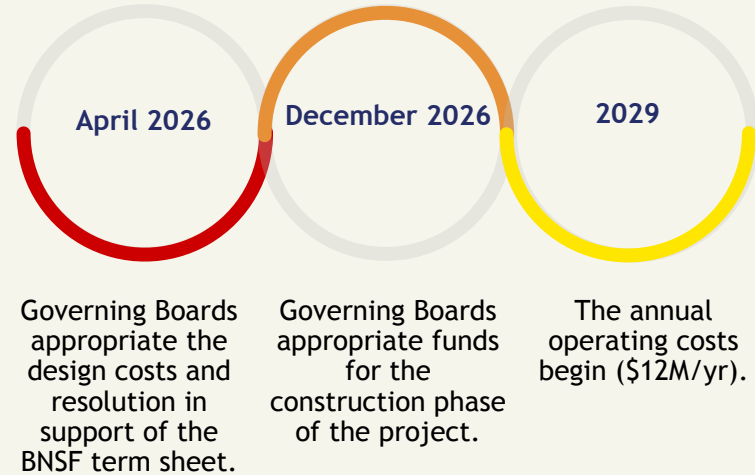 April 2026
Governing Boards
appropriate the
design costs and
resolution in
support of the
BNSF term sheet.
December 2026
Governing Boards
appropriate funds
for the
construction phase
of the project.
2029
The annual
operating costs
begin ($12M/yr).